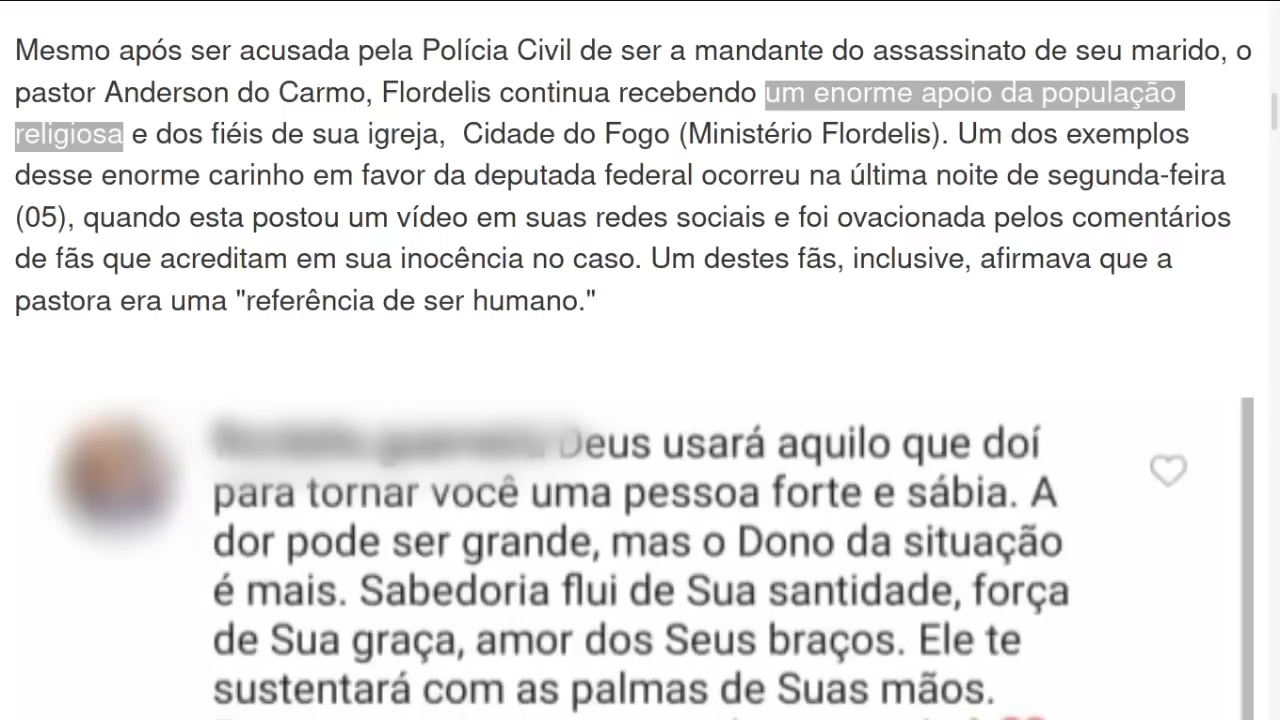 Mesmo após ser acusada pela Polícia Civil de ser a mandante do assassinato de seu marido, o
pastor Anderson do Carmo, Flordelis continua recebendo um enorme apoio da população
religiosa e dos fiéis de sua igreja,  Cidade do Fogo (Ministério Flordelis). Um dos exemplos
desse enorme carinho em favor da deputada federal ocorreu na última noite de segunda-feira
(05), quando esta postou um vídeo em suas redes sociais e foi ovacionada pelos comentários
de fãs que acreditam em sua inocência no caso. Um destes fãs, inclusive, afirmava que a
pastora era uma "referência de ser humano."
Deus usará aquilo que doí
para tornar você uma pessoa forte e sábia. A
dor pode ser grande, mas o Dono da situação
é mais. Sabedoria flui de Sua santidade, força
de Sua graça, amor dos Seus braços. Ele te
sustentará com as palmas de Suas mãos.